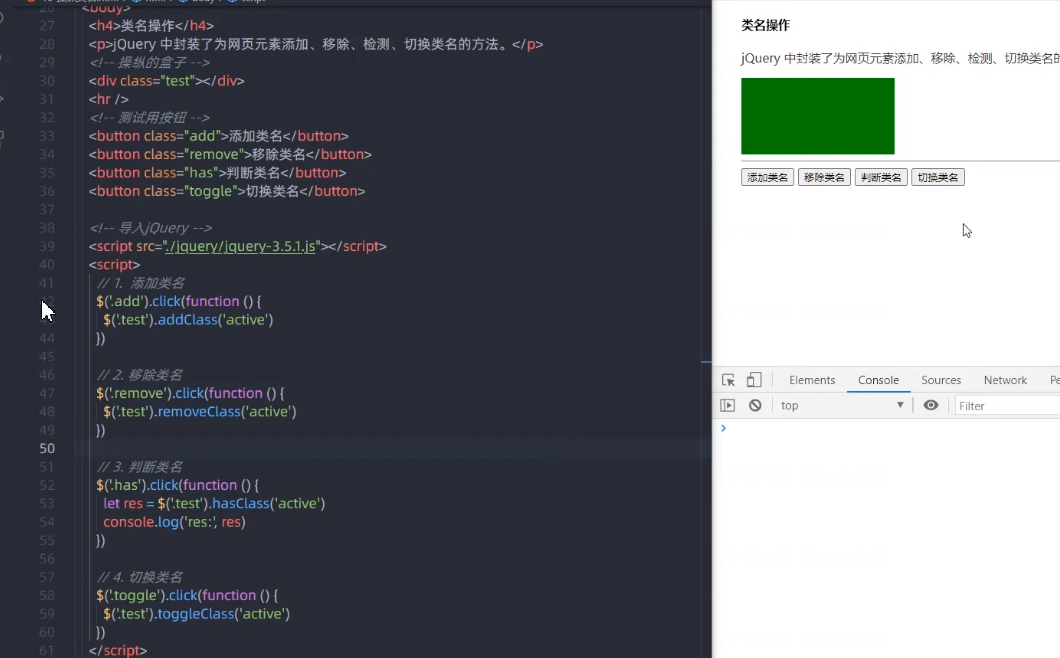 26 <body>
27 <h4>类名操作</h4>
28 <p>jQuery 中封装了为网页元素添加、移除、检测、切换类名的方法。</p>
29 <!-- 操纵的盒子 -->
30 <div class="test"></div>
31 <hr />
32 <!-- 测试用按钮 -->
33 <button class="add">添加类名</button>
34 <button class="remove">移除类名</button>
35 <button class="has">判断类名</button>
36 <button class="toggle">切换类名</button>
37
38 <!-- 导入jQuery -->
39 <script src="./jquery/jquery-3.5.1.js"></script>
40 <script>
41 // 1. 添加类名
42 $('.add').click(function () {
$('.test').addClass('active')
44 })
45
46 // 2. 移除类名
47 $('.remove').click(function () {
48 $('.test').removeClass('active')
49 })
50
51 // 3. 判断类名
52 $('.has').click(function () {
53 let res = $('.test').hasClass('active')
54 console.log('res:', res)
55 })
56
57 // 4. 切换类名
58 $('.toggle').click(function () {
59 $('.test').toggleClass('active')
60 })
61 </script>
类名操作
jQuery 中封装了为网页元素添加、移除、检测、切换类名的
添加类名 移除类名 判断类名 切换类名
Elements Console Sources Network Pe
top Filter